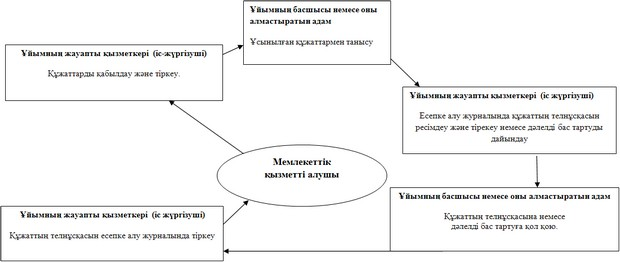 Ұйымның басшысы немесе оны
алмастыратын адам
Ұсынылған құжаттармен танысу
Ұйымның жауапты қызметкері (іс-жүргізуші)
Құжаттарды қабылдау және тіркеу.
Ұйымның жауапты қызметкері (іс жүргізуші)
Есепке алу журналында құжаттың телнұсқасын
ресімдеу және тірекеу немесе дәлелді бас тартуды
дайындау
Мемлекеттік
қызметті алушы
Ұйымның басшысы немесе оны алмастыратын адам
Құжаттың телнұсқасына немесе
дәлелді бас тартуға қол қою.
Ұйымның жауапты қызметкері (іс жүргізуші)
Құжаттың телнұсқасын есепке алу журналында тіркеу